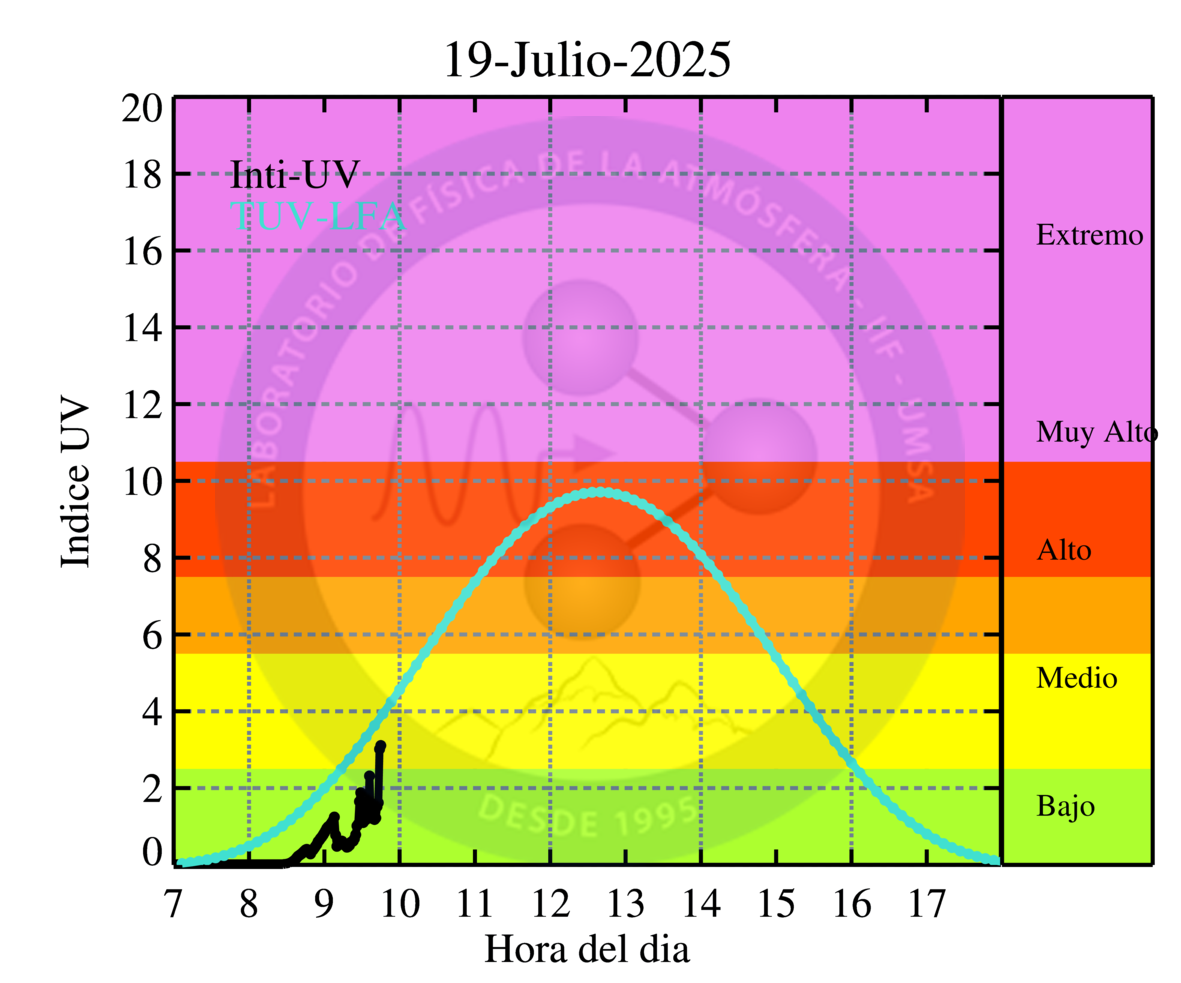 19-Julio-2025
Inti-UV
TUV-LFA
20
18
16
14
12
10
8
6
4
2
0
Indice UV
7 8 9 10 11 12 13 14 15 16 17
Hora del dia
Extremo
Muy Alto
Alto
Medio
Bajo
LABORATORIO DE FÍSICA DE LA ATMÓSFERA - IIF - UMSA
DESDE 1995